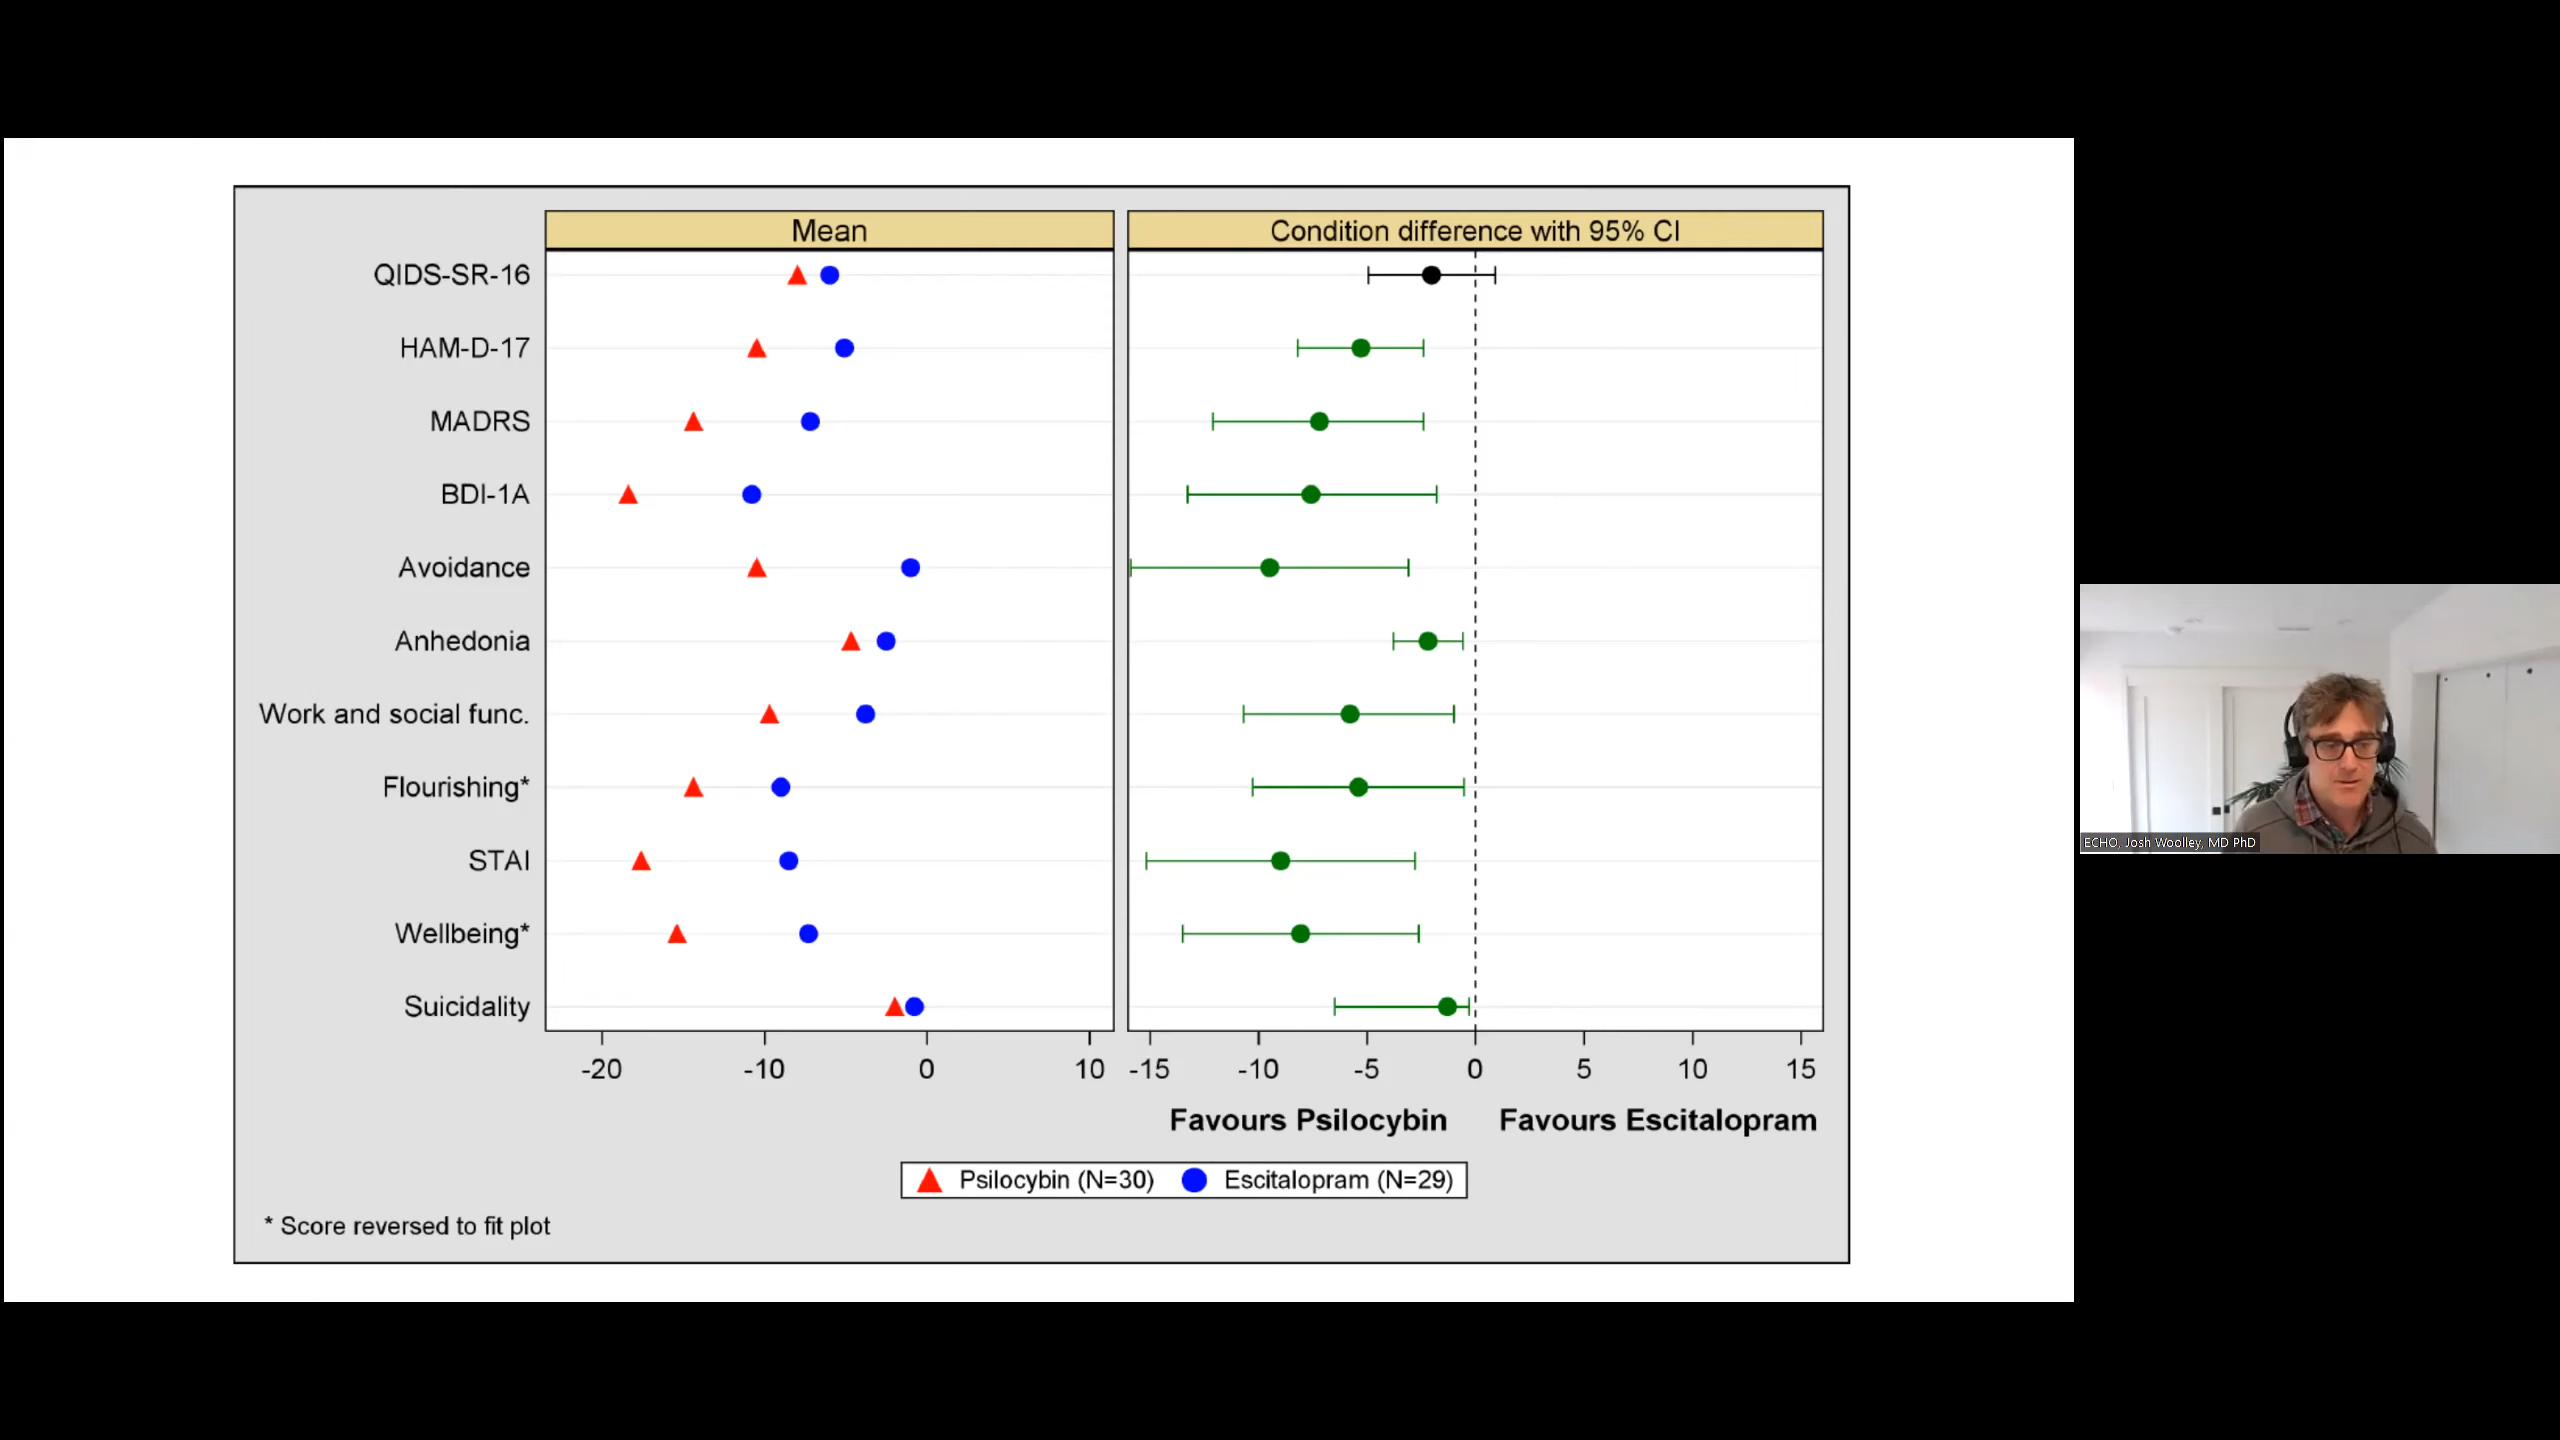 Mean
Condition difference with 95% CI
QIDS-SR-16
HAM-D-17
MADRS
BDI-1A
Avoidance
Anhedonia
Work and social func.
Flourishing*
STAI
Wellbeing*
Suicidality
-20 -10 0 10
-15 -10 -5 0 5 10 15
Favours Psilocybin Favours Escitalopram
Psilocybin (N=30) Escitalopram (N=29)
* Score reversed to fit plot
ECHO, Josh Woolley, MD PhD